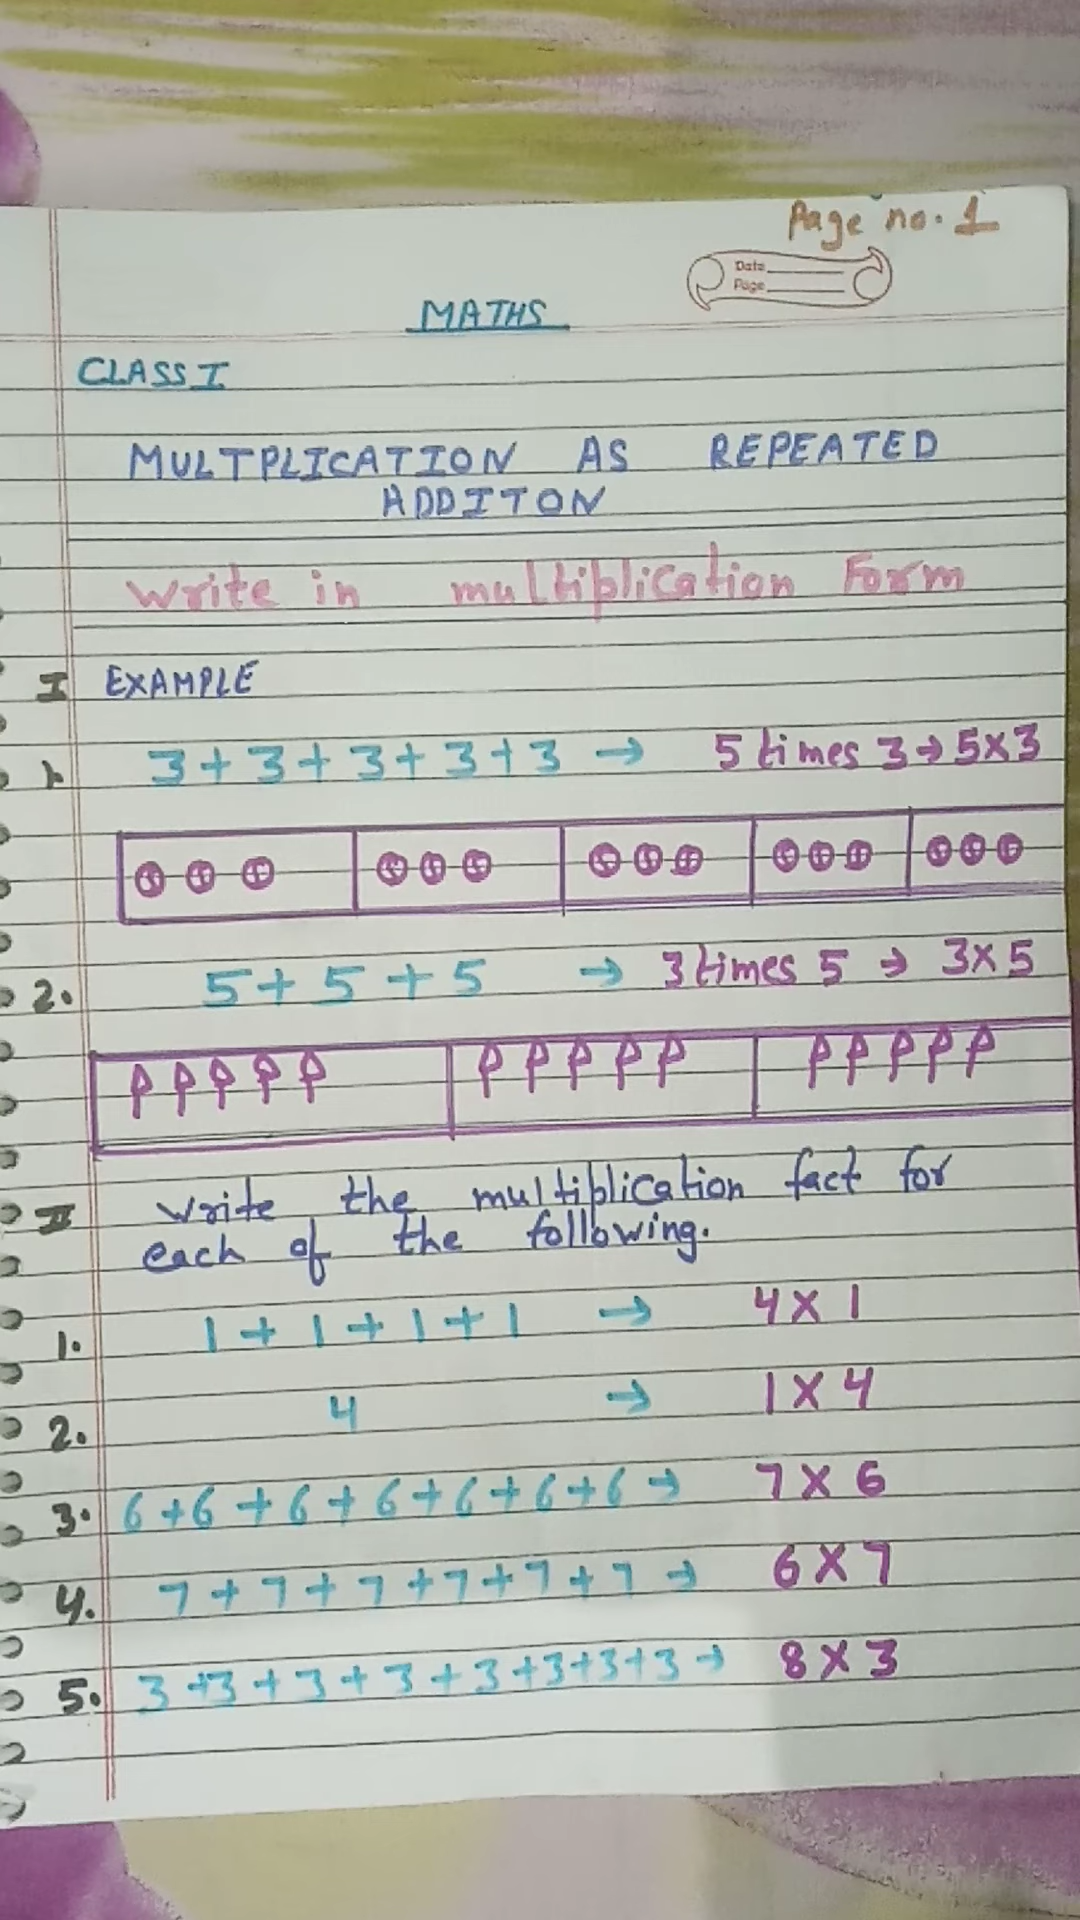 Page no. 1
Date
Page
MATHS
CLASS I
MULTPLICATION AS REPEATED
ADDITON
Write in multiplication Form
I EXAMPLE
1. 3+3+3+3+3 → 5 times 3 → 5×3
2. 5+5+5 → 3 times 5 → 3×5
II Write the multiplication fact for
each of the following.
1. 1+1+1+1 → 4×1
2. 4 → 1×4
3. 6+6+6+6+6+6+6 → 7×6
4. 7+7+7+7+7+7 → 6×7
5. 3+3+3+3+3+3+3+3 → 8×3